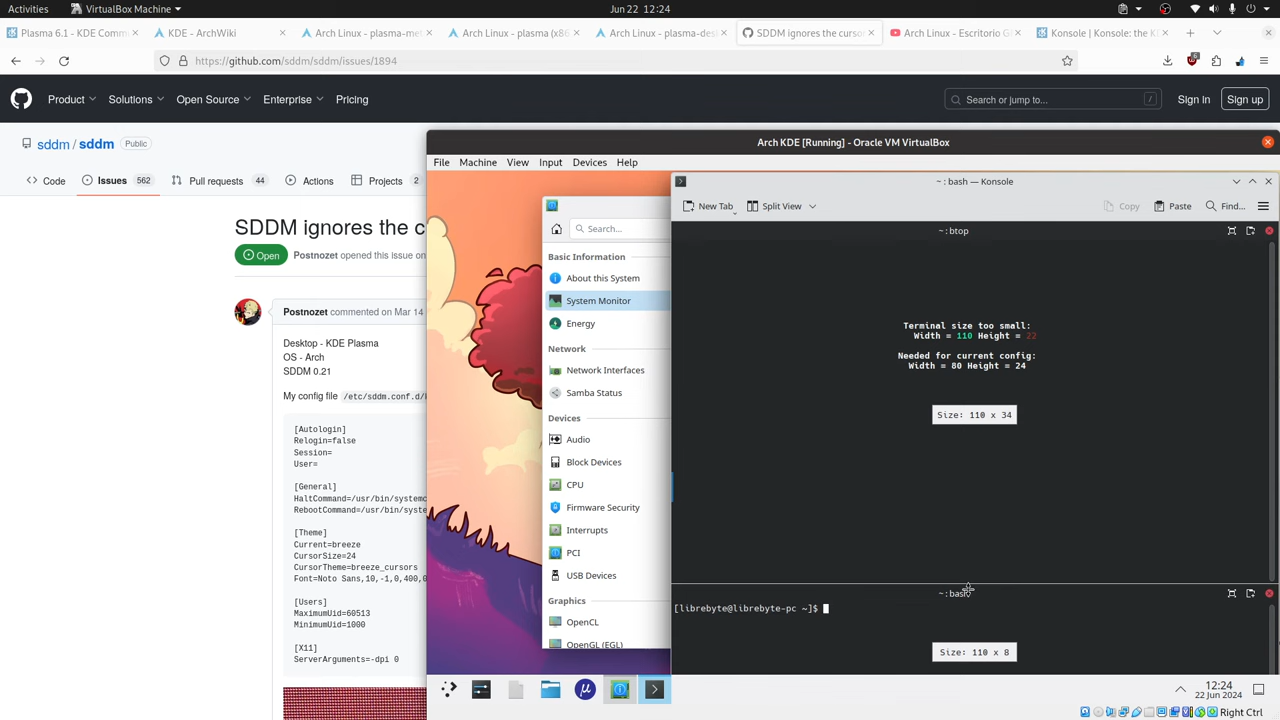 Activities
VirtualBox Machine
Jun 22 12:24
Plasma 6.1 - KDE Comm
KDE - ArchWiki
Arch Linux - plasma-met
Arch Linux - plasma (x86
Arch Linux - plasma-des
SDDM ignores the curso
Arch Linux - Escritorio G
Konsole | Konsole: the K
https://github.com/sddm/sddm/issues/1894
6
Product
Solutions
Open Source
Enterprise
Pricing
Search or jump to...
/
Sign in
Sign up
sddm / sddm
Public
Code
Issues 562
Pull requests 44
Actions
Projects 2
SDDM ignores the c
Open
Postnozet opened this issue on
Postnozet commented on Mar 14
Desktop - KDE Plasma
OS - Arch
SDDM 0.21
My config file /etc/sddm.conf.d/
[Autologin]
Relogin=false
Session=
User=
[General]
HaltCommand=/usr/bin/systemc
RebootCommand=/usr/bin/syste
[Theme]
Current=breeze
CursorSize=24
CursorTheme=breeze_cursors
Font=Noto Sans,10,-1,0,400,0
[Users]
MaximumUid=60513
MinimumUid=1000
[X11]
ServerArguments=-dpi 0
Arch KDE [Running] - Oracle VM VirtualBox
File
Machine
View
Input
Devices
Help
Search...
Basic Information
About this System
System Monitor
Energy
Network
Network Interfaces
Samba Status
Devices
Audio
Block Devices
CPU
Firmware Security
Interrupts
PCI
USB Devices
Graphics
OpenCL
OpenGL (EGL)
~ : bash — Konsole
New Tab
Split View
Copy
Paste
Find...
~ : btop
Terminal size too small:
Width = 110 Height = 22
Needed for current config:
Width = 80 Height = 24
Size: 110 x 34
~ : bash
[librebyte@librebyte-pc ~]$
Size: 110 x 8
12:24
22 Jun 2024
Right Ctrl